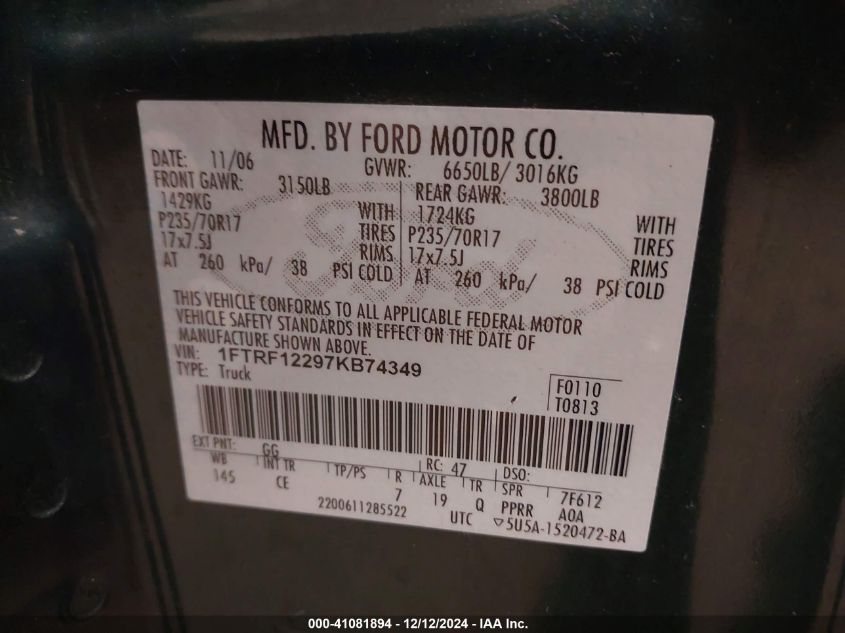 MFD. BY FORD MOTOR CO.
DATE: 11/06 GVWR: 6650LB/ 3016KG
FRONT GAWR: 3150LB REAR GAWR: 3800LB
1429KG WITH 1724KG WITH
P235/70R17 TIRES P235/70R17 TIRES
17x7.5J RIMS 17x7.5J RIMS
AT 260 kPa/ 38 PSI COLD AT 260 kPa/ 38 PSI COLD
Ford
THIS VEHICLE CONFORMS TO ALL APPLICABLE FEDERAL MOTOR
VEHICLE SAFETY STANDARDS IN EFFECT ON THE DATE OF
MANUFACTURE SHOWN ABOVE.
VIN: 1FTRF12297KB74349
TYPE: Truck
F0110
T0813
EXT PNT: GG RC: 47 DSO:
WB INT TR TP/PS R AXLE TR SPR 7F612
145 CE 7 19 Q PPRR A0A
2200611285522 UTC ▽5U5A-1520472-BA
000-41081894 - 12/12/2024 - IAA Inc.